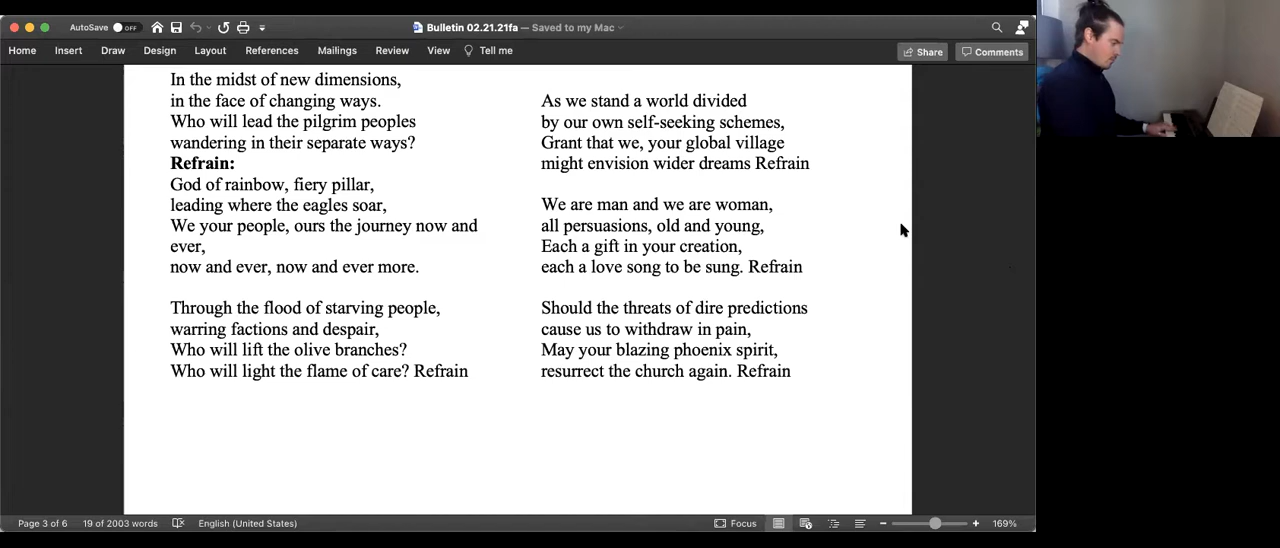 AutoSave OFF
Bulletin 02.21.21fa — Saved to my Mac
Home Insert Draw Design Layout References Mailings Review View Tell me Share Comments
In the midst of new dimensions,
in the face of changing ways.
Who will lead the pilgrim peoples
wandering in their separate ways?
Refrain:
God of rainbow, fiery pillar,
leading where the eagles soar,
We your people, ours the journey now and
ever,
now and ever, now and ever more.
Through the flood of starving people,
warring factions and despair,
Who will lift the olive branches?
Who will light the flame of care? Refrain
As we stand a world divided
by our own self-seeking schemes,
Grant that we, your global village
might envision wider dreams Refrain
We are man and we are woman,
all persuasions, old and young,
Each a gift in your creation,
each a love song to be sung. Refrain
Should the threats of dire predictions
cause us to withdraw in pain,
May your blazing phoenix spirit,
resurrect the church again. Refrain
Page 3 of 6 19 of 2003 words English (United States) Focus 169%